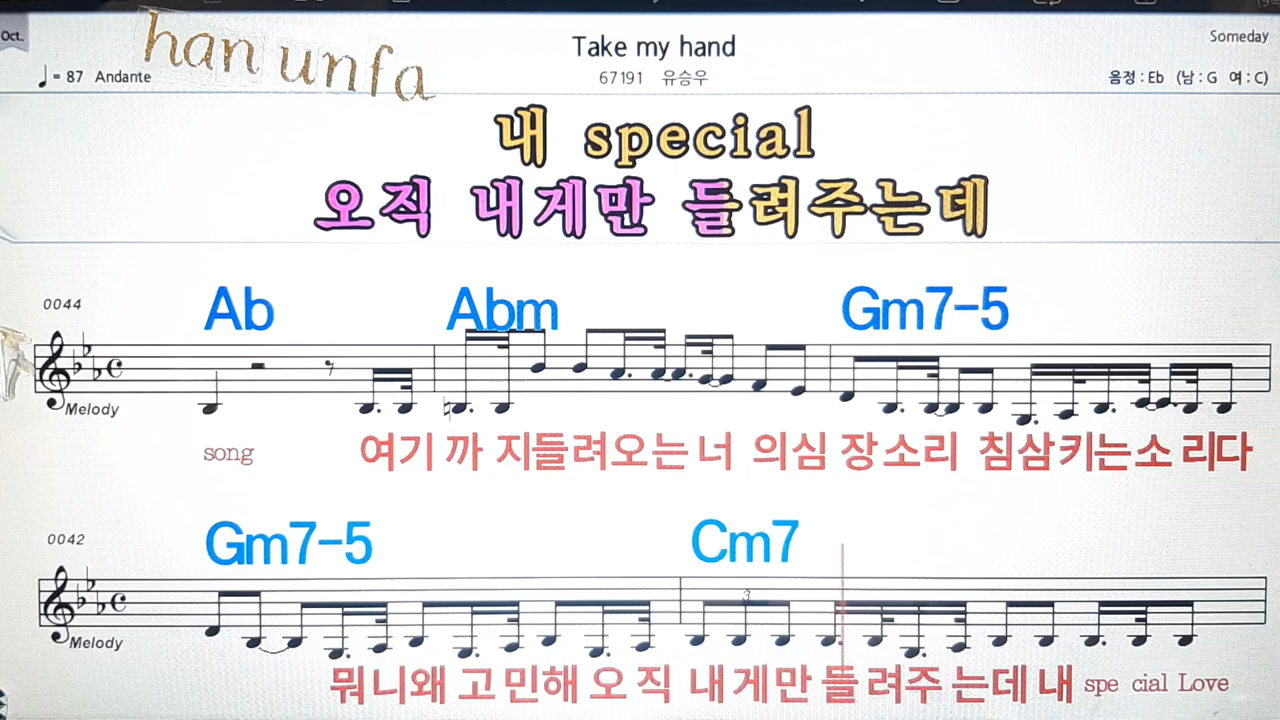 Oct.
han unfa
Take my hand
Someday
♩= 87 Andante
67191 유승우
음정 : Eb (남 : G 여 : C)
내 special
오직 내게만 들려주는데
0044
Ab Abm Gm7-5
Melody
song 여기 까 지들려오는너 의심 장소리 침삼키는소 리다
0042
Gm7-5 Cm7
3
Melody
뭐니왜 고민해 오 직 내게만 들려주 는데 내 spe cial Love